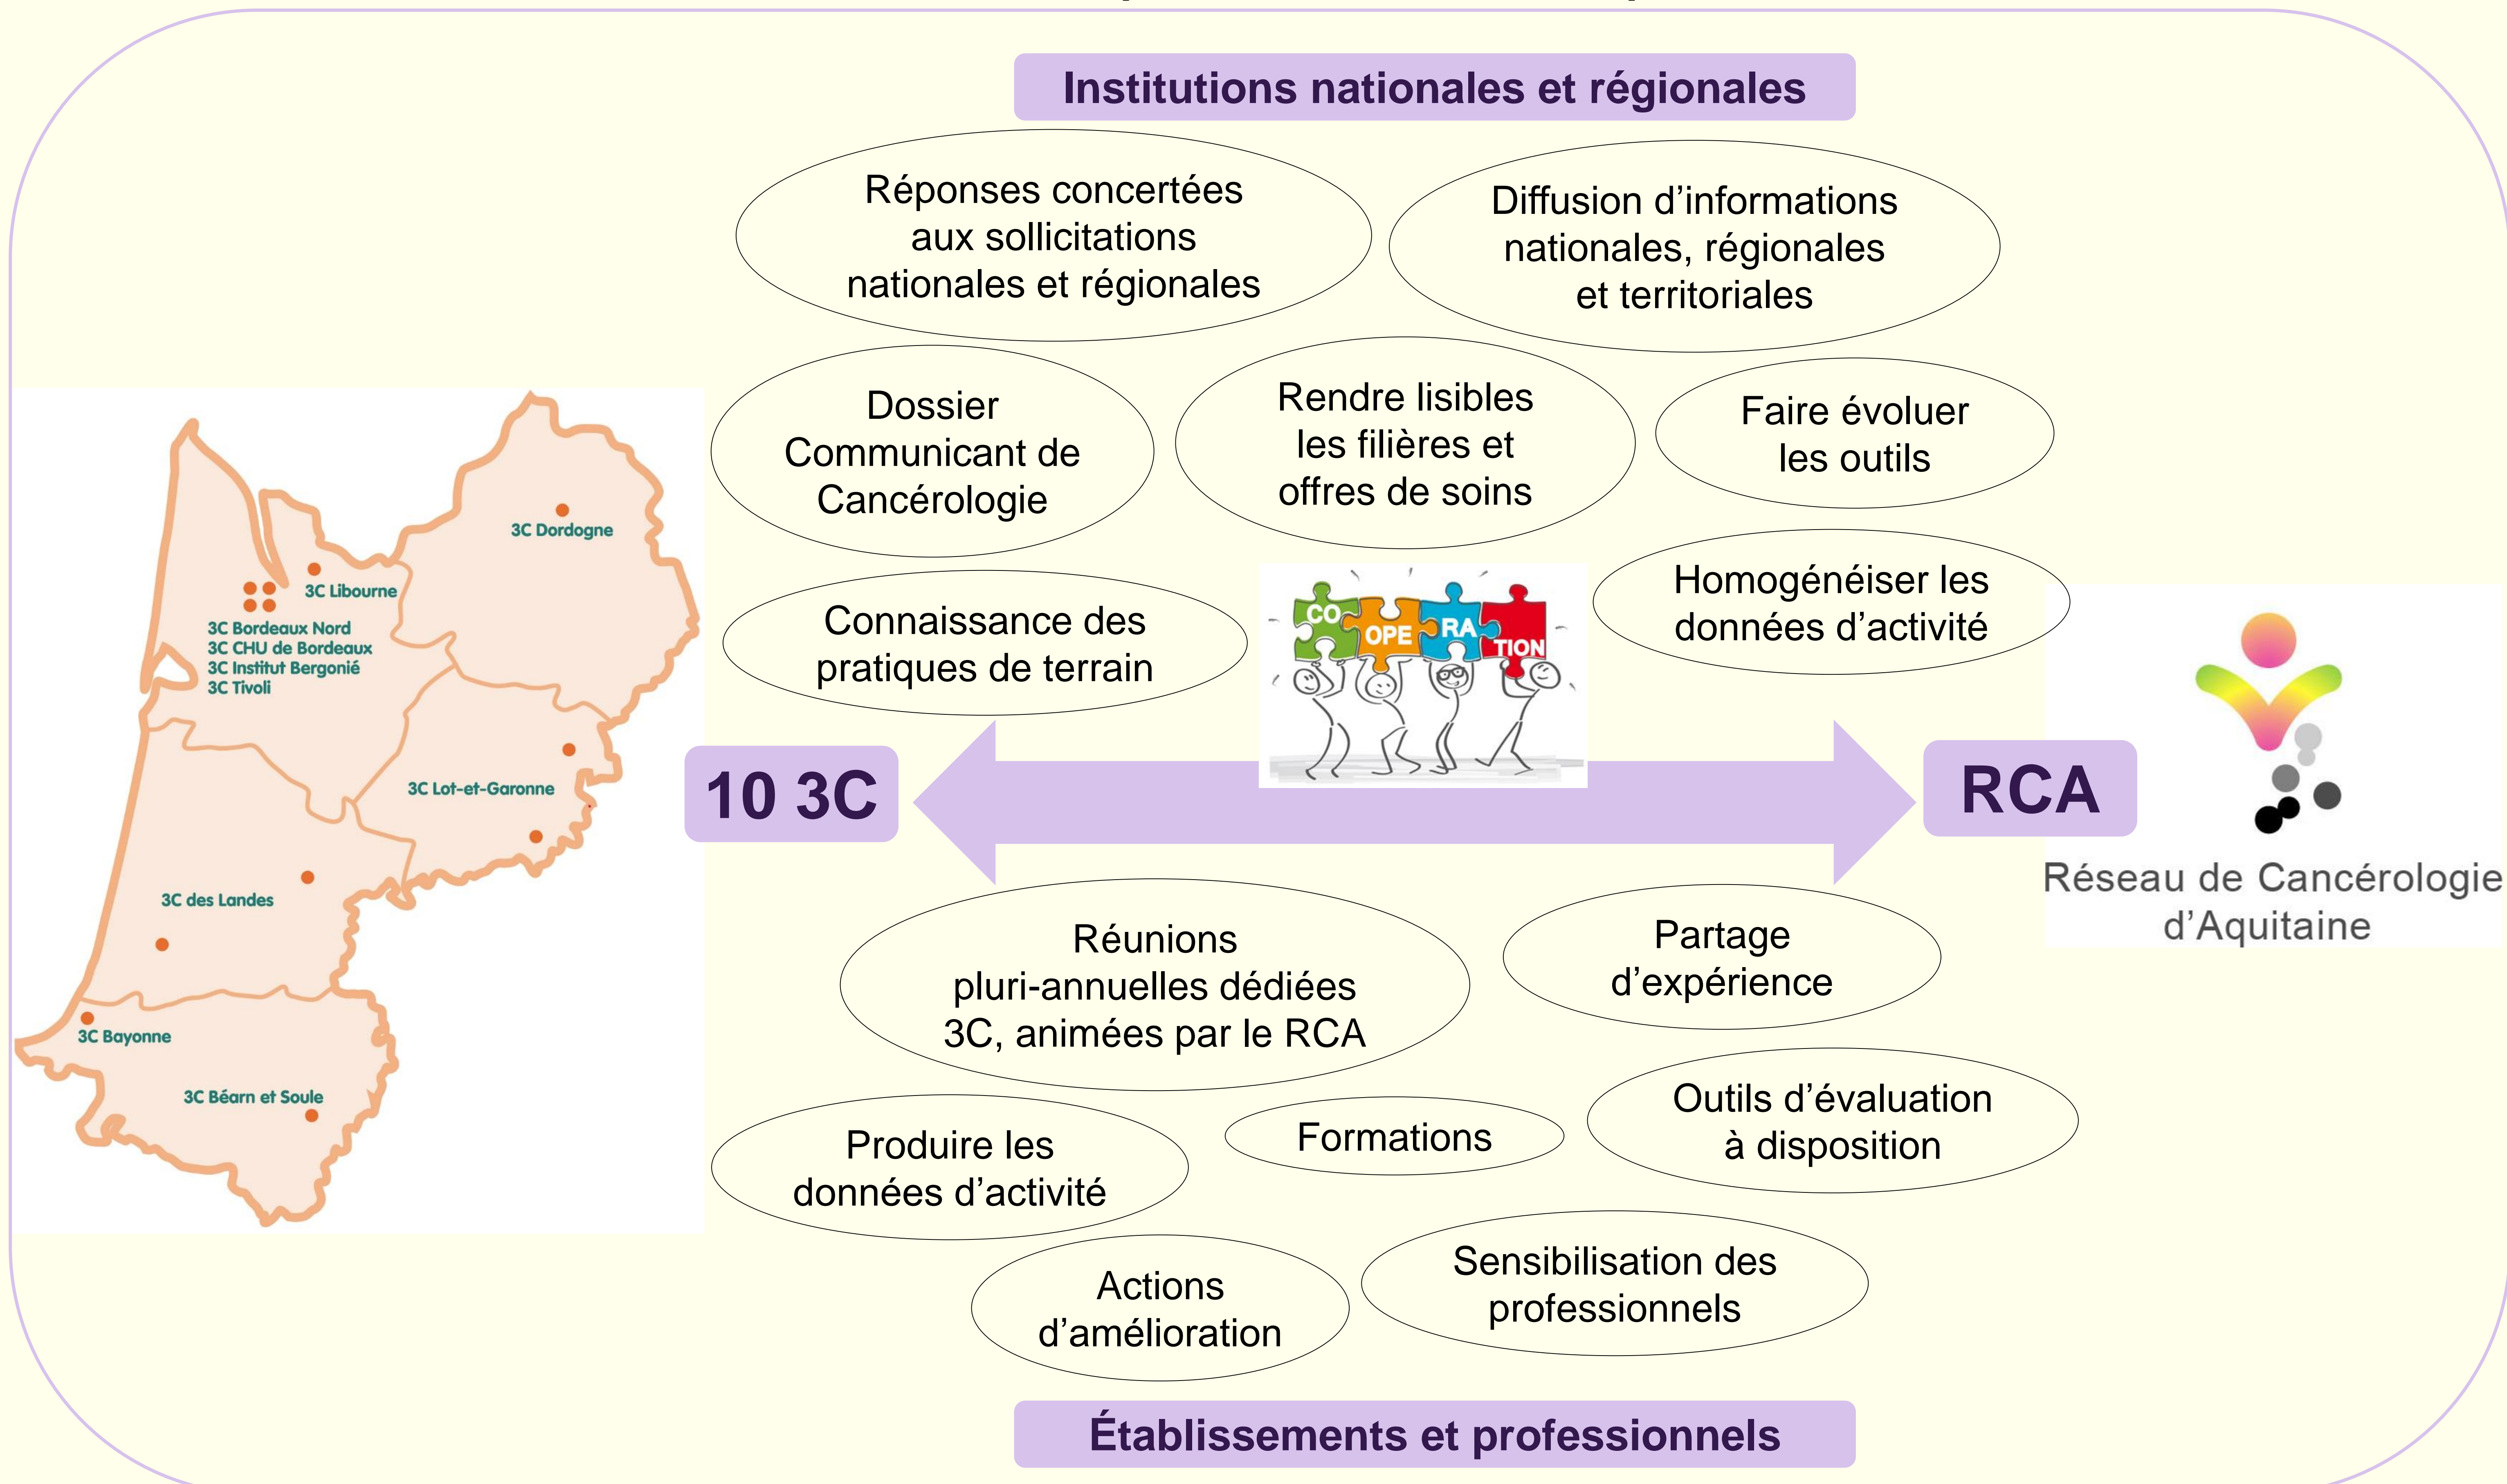 Institutions nationales et régionales
Réponses concertées
aux sollicitations
nationales et régionales
Diffusion d’informations
nationales, régionales
et territoriales
Dossier
Communicant de
Cancérologie
Rendre lisibles
les filières et
offres de soins
Faire évoluer
les outils
Connaissance des
pratiques de terrain
Homogénéiser les
données d’activité
CO
OPE
RA
TION
3C Dordogne
3C Libourne
3C Bordeaux Nord
3C CHU de Bordeaux
3C Institut Bergonié
3C Tivoli
3C Lot-et-Garonne
3C des Landes
3C Bayonne
3C Béarn et Soule
10 3C
RCA
Réseau de Cancérologie
d’Aquitaine
Réunions
pluri-annuelles dédiées
3C, animées par le RCA
Partage
d’expérience
Produire les
données d’activité
Formations
Outils d’évaluation
à disposition
Actions
d’amélioration
Sensibilisation des
professionnels
Établissements et professionnels